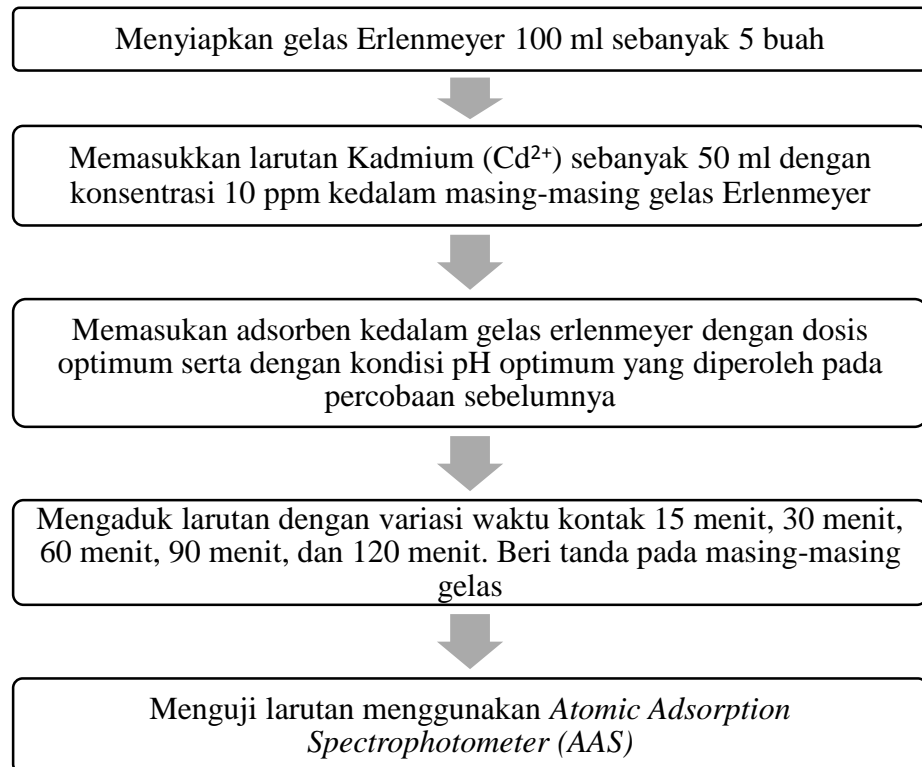 Menyiapkan gelas Erlenmeyer 100 ml sebanyak 5 buah
Memasukkan larutan Kadmium (Cd²⁺) sebanyak 50 ml dengan
konsentrasi 10 ppm kedalam masing-masing gelas Erlenmeyer
Memasukan adsorben kedalam gelas erlenmeyer dengan dosis
optimum serta dengan kondisi pH optimum yang diperoleh pada
percobaan sebelumnya
Mengaduk larutan dengan variasi waktu kontak 15 menit, 30 menit,
60 menit, 90 menit, dan 120 menit. Beri tanda pada masing-masing
gelas
Menguji larutan menggunakan Atomic Adsorption
Spectrophotometer (AAS)